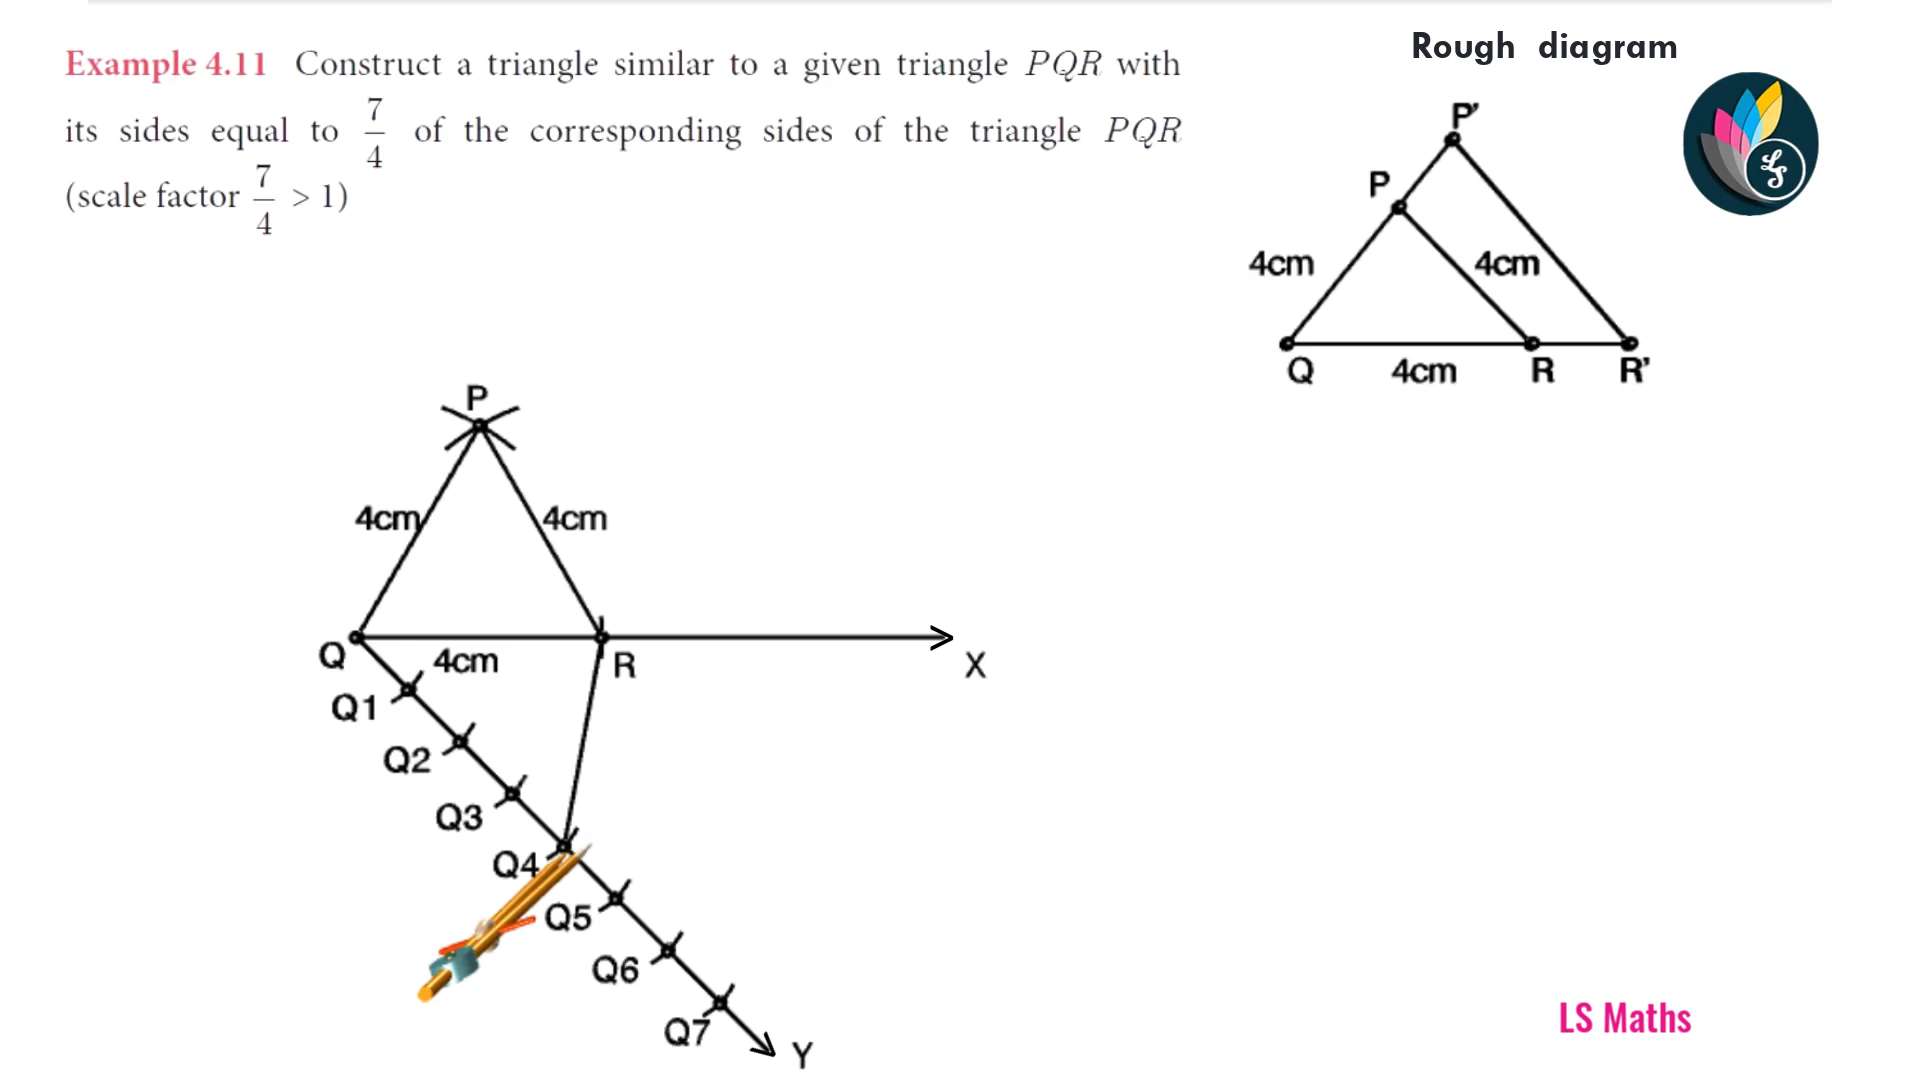 Rough diagram
Example 4.11 Construct a triangle similar to a given triangle PQR with
its sides equal to 7/4 of the corresponding sides of the triangle PQR
(scale factor 7/4 > 1)
P'
P
4cm
4cm
Q
4cm
R
R'
LS
P
4cm
4cm
Q
4cm
R
X
Q1
Q2
Q3
Q4
Q5
Q6
Q7
Y
LS Maths